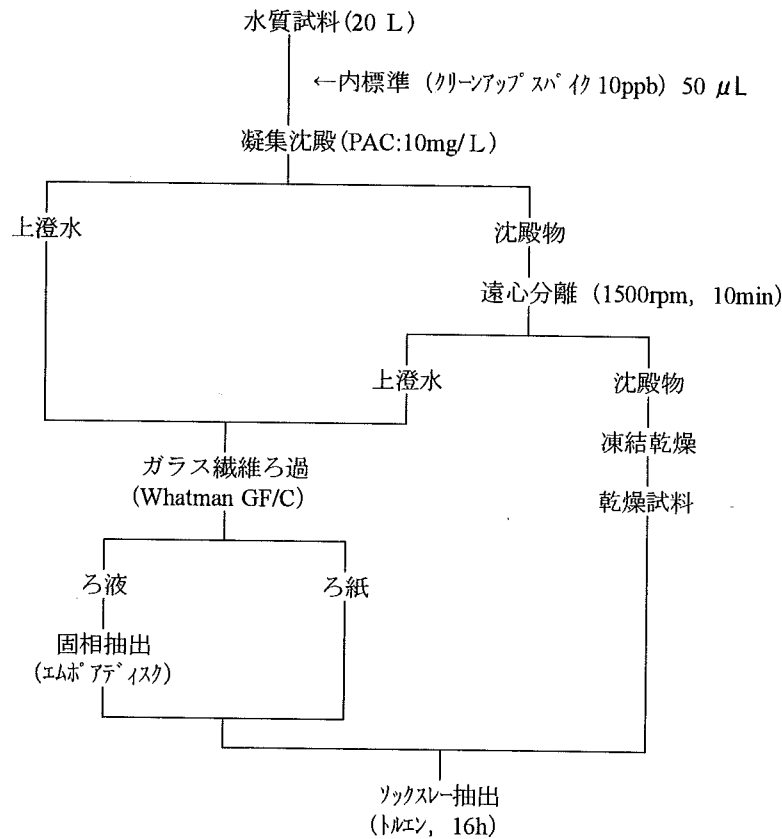 水質試料(20 L)
←内標準 (ｸﾘｰﾝｱｯﾌﾟｽﾊﾟｲｸ 10ppb) 50 μL
凝集沈殿(PAC:10mg/L)
上澄水
沈殿物
遠心分離 (1500rpm, 10min)
上澄水
沈殿物
凍結乾燥
乾燥試料
ガラス繊維ろ過
(Whatman GF/C)
ろ液
ろ紙
固相抽出
(ｴﾑﾎﾟｱﾃﾞｨｽｸ)
ｿｯｸｽﾚｰ抽出
(ﾄﾙｴﾝ, 16h)